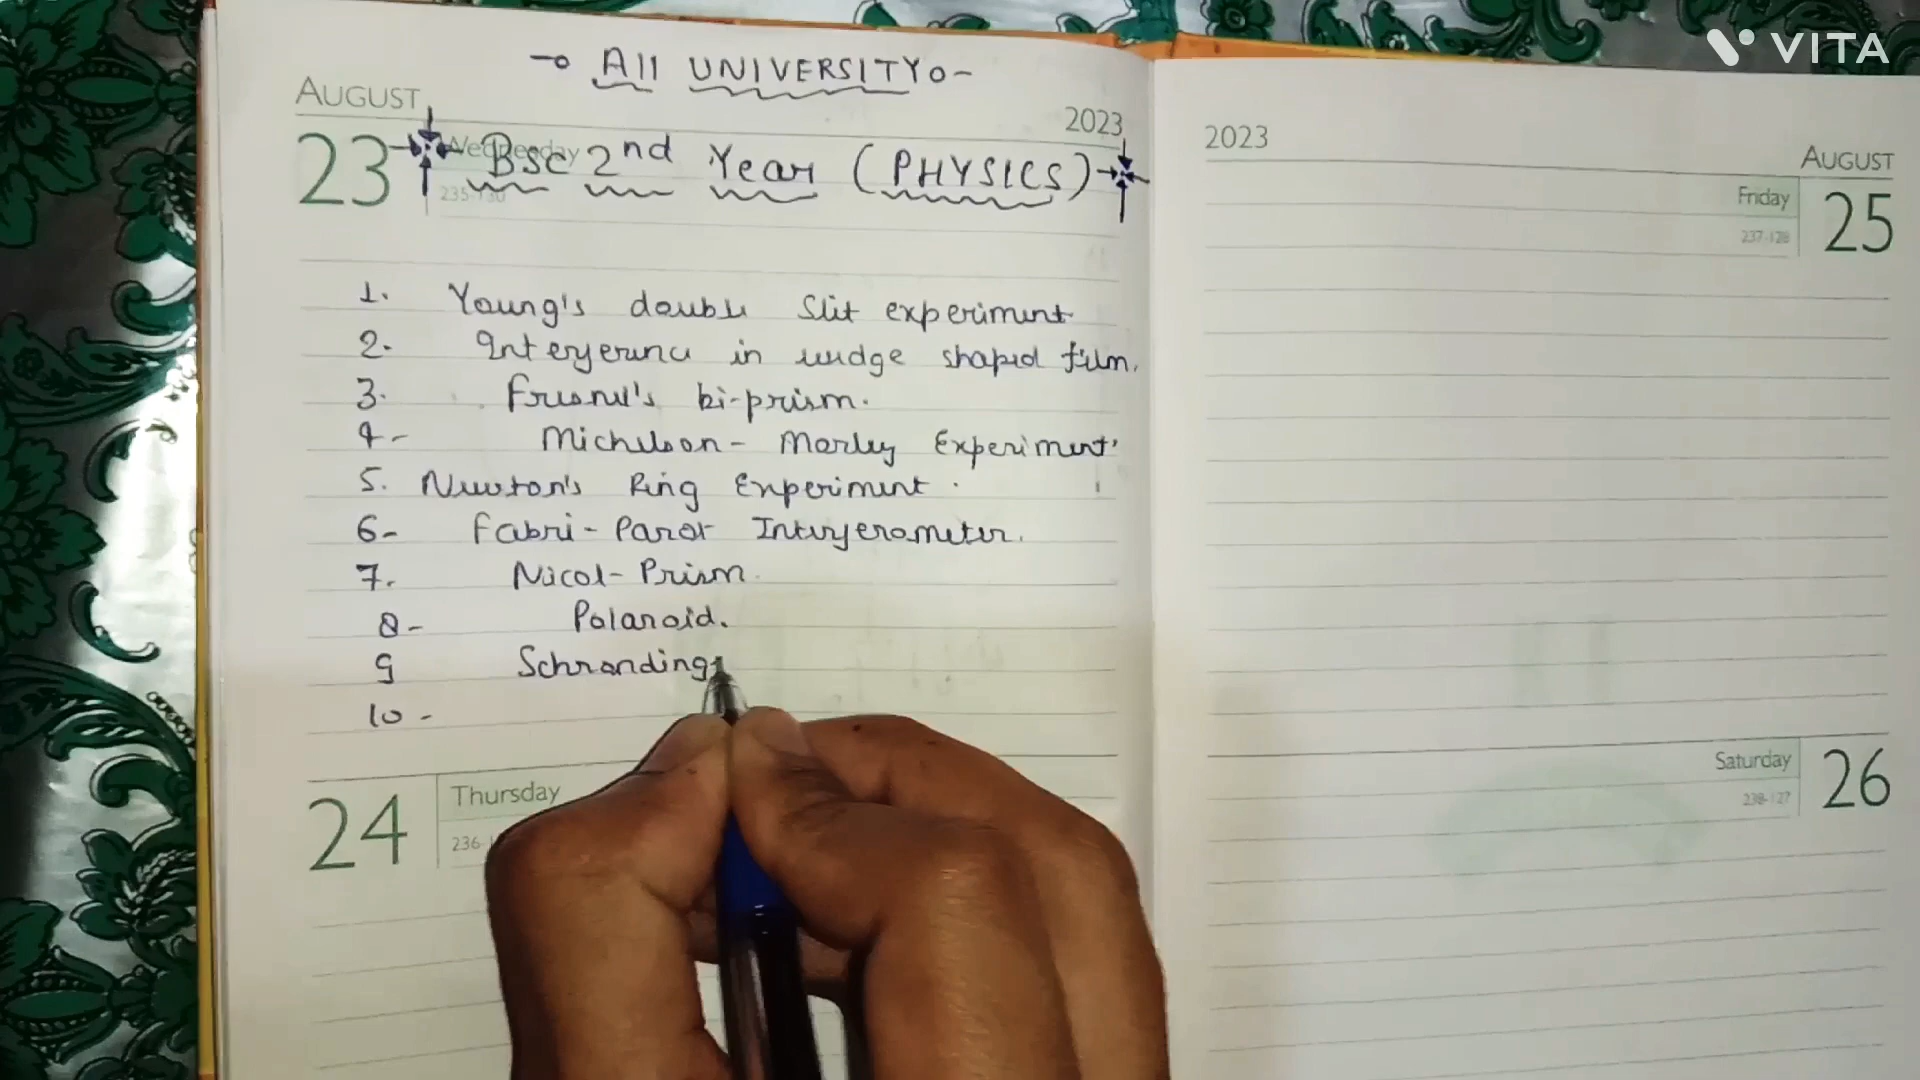 VITA
-o All UNIVERSITY o-
AUGUST
2023
23
Wednesday
BSC 2nd Year (PHYSICS)
1. Young's double Slit experiment
2. Interference in wedge shaped film.
3. Fresnel's bi-prism.
4- Michelson - Morley Experiment
5. Newton's Ring Experiment.
6- Fabri-Parot Interferometer.
7. Nicol-Prism.
8- Polaroid.
9 Schronding
10-
24
Thursday
236-
2023
AUGUST
Friday
25
237-128
Saturday
26
238-127